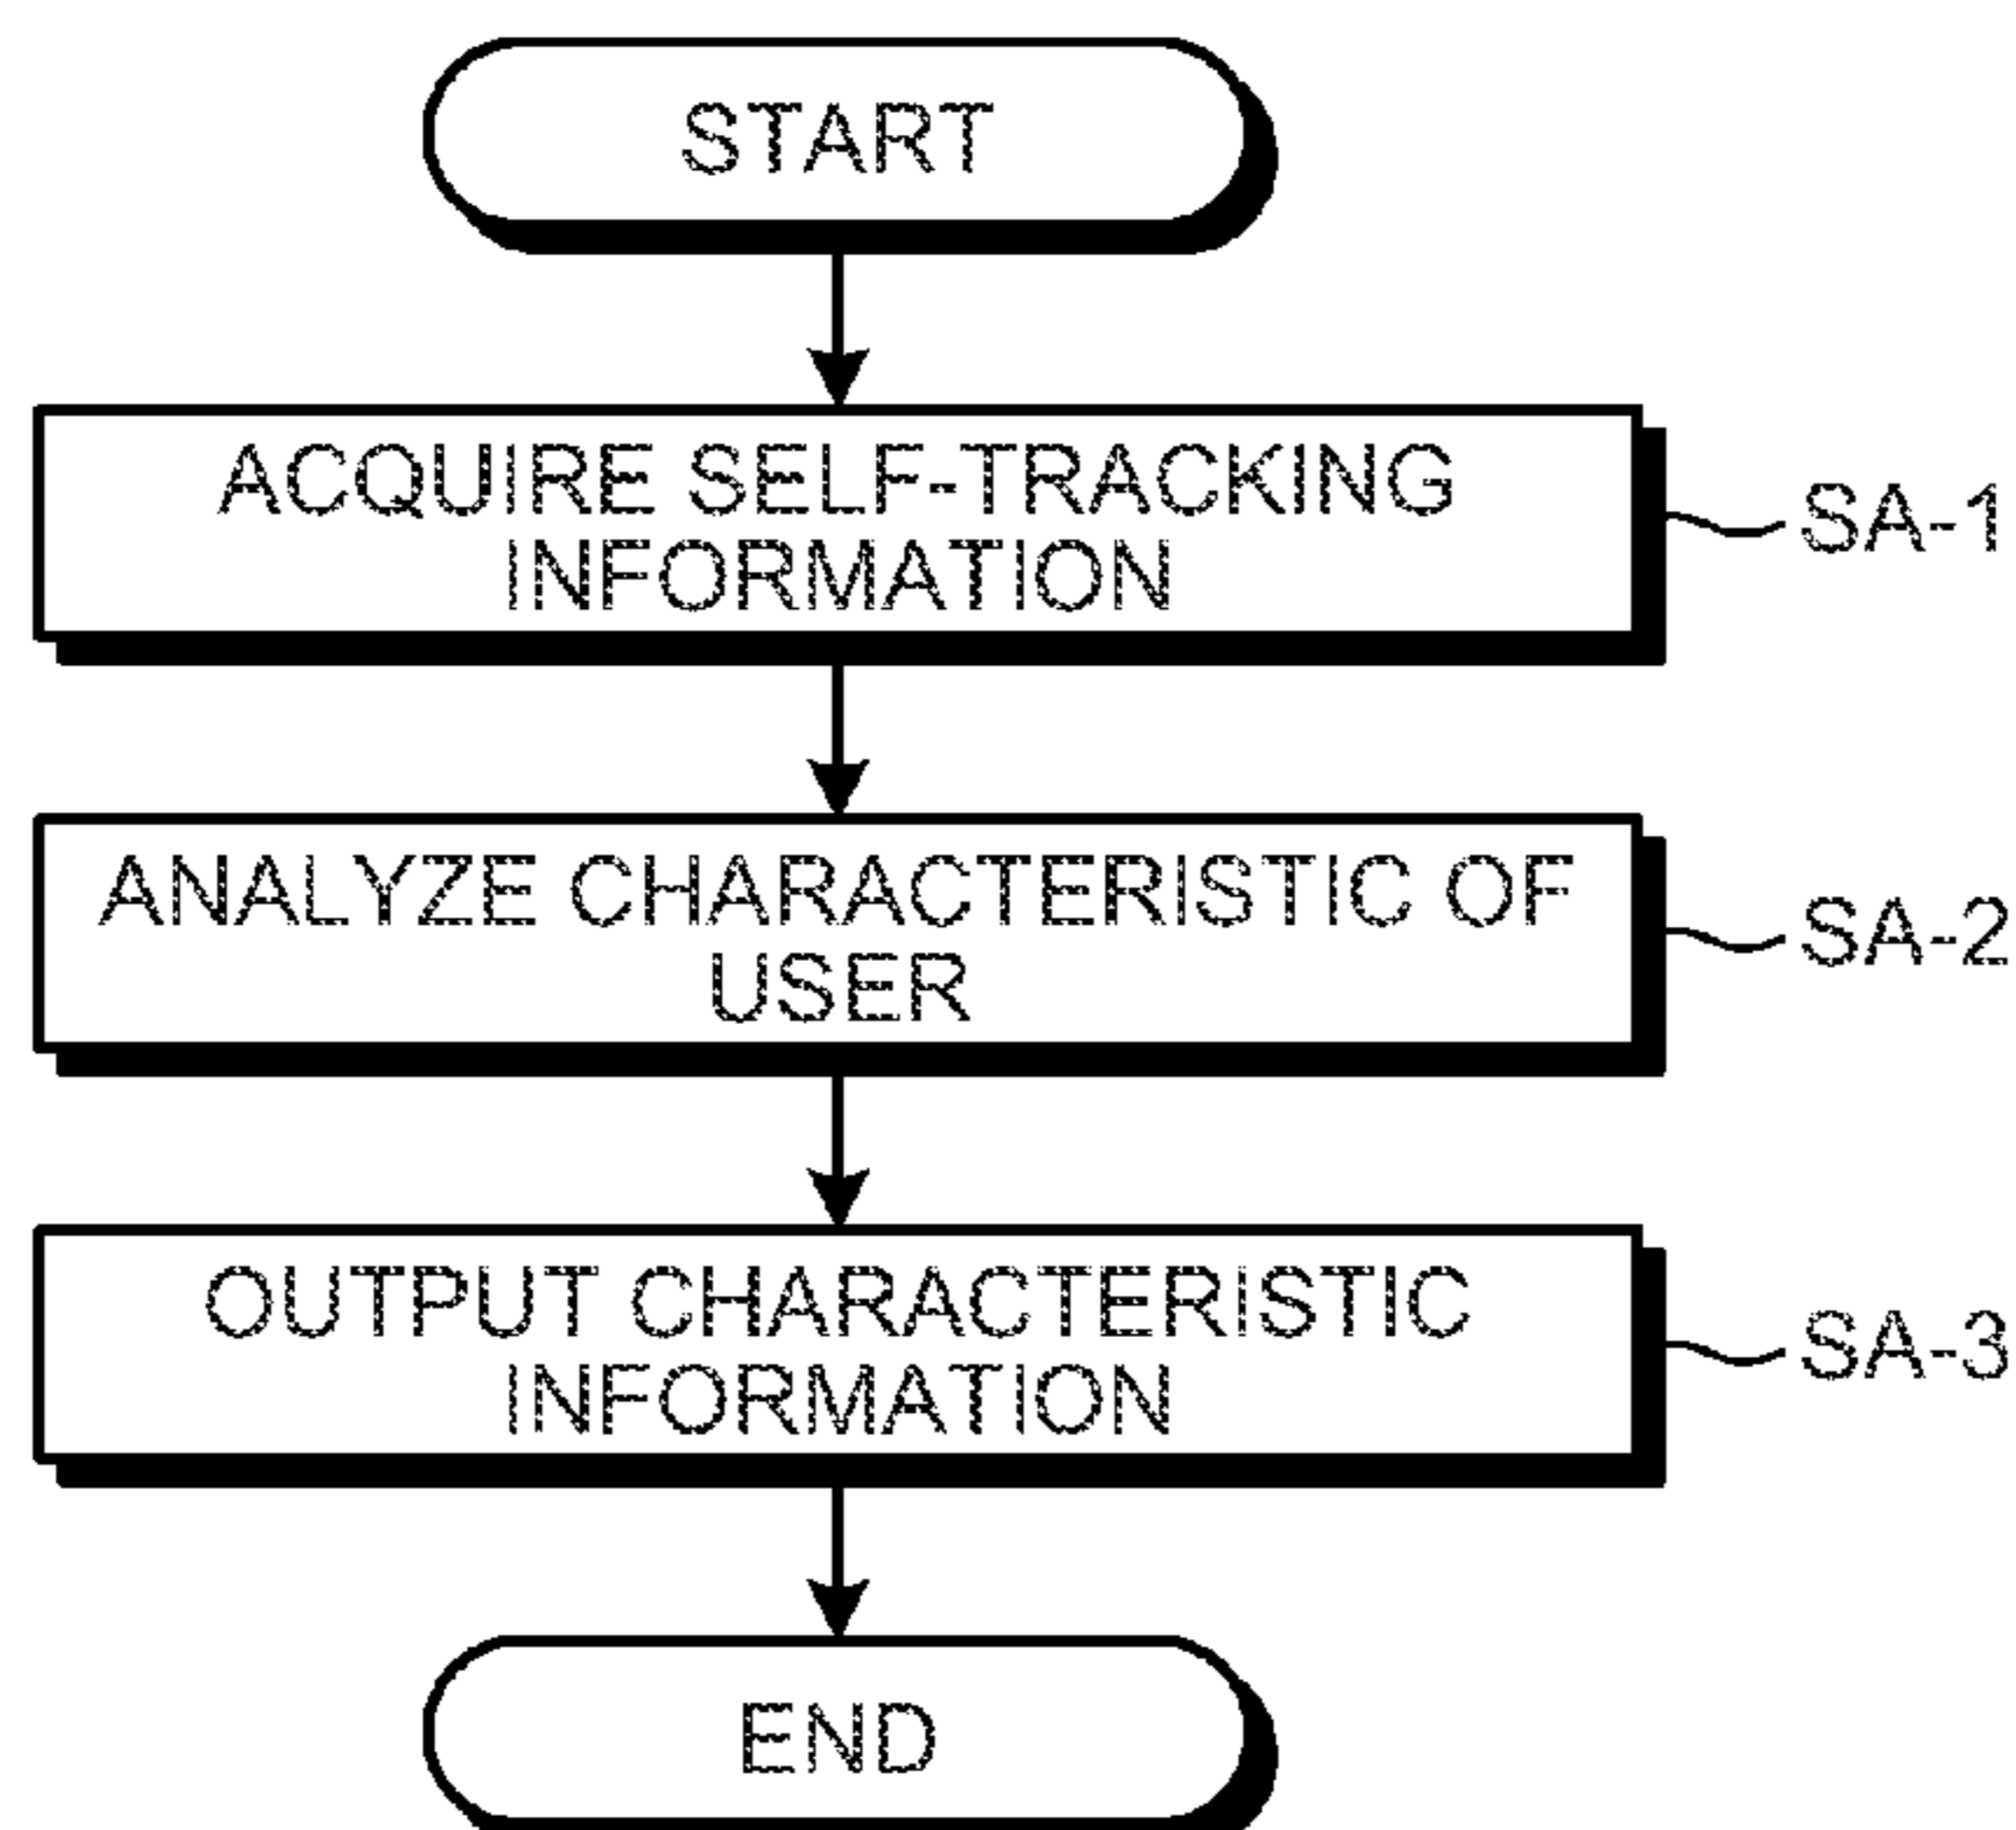 START
ACQUIRE SELF-TRACKING
INFORMATION
SA-1
ANALYZE CHARACTERISTIC OF
USER
SA-2
OUTPUT CHARACTERISTIC
INFORMATION
SA-3
END